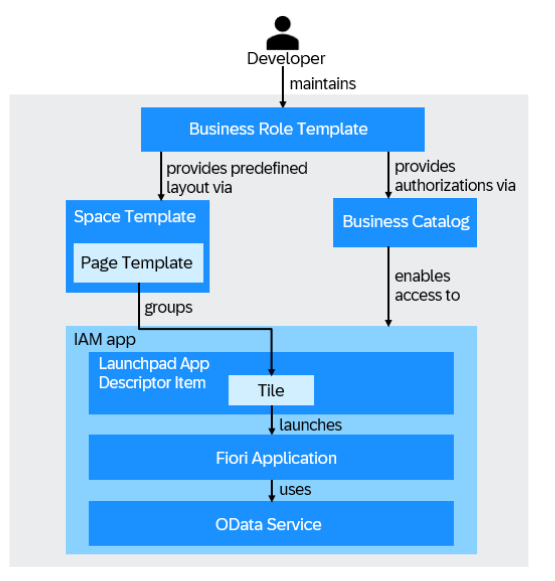 Developer
maintains
Business Role Template
provides predefined
layout via
provides
authorizations via
Space Template
Page Template
Business Catalog
groups
enables
access to
IAM app
Launchpad App
Descriptor Item
Tile
launches
Fiori Application
uses
OData Service